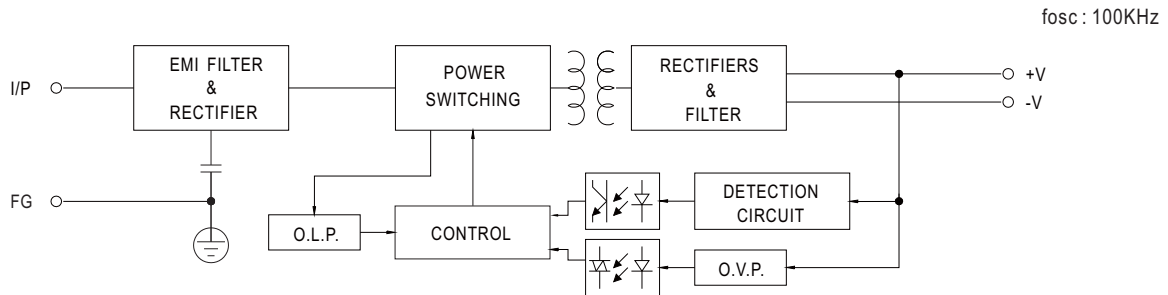 fosc : 100KHz
I/P
EMI FILTER
&
RECTIFIER
POWER
SWITCHING
RECTIFIERS
&
FILTER
+V
-V
FG
O.L.P.
CONTROL
DETECTION
CIRCUIT
O.V.P.